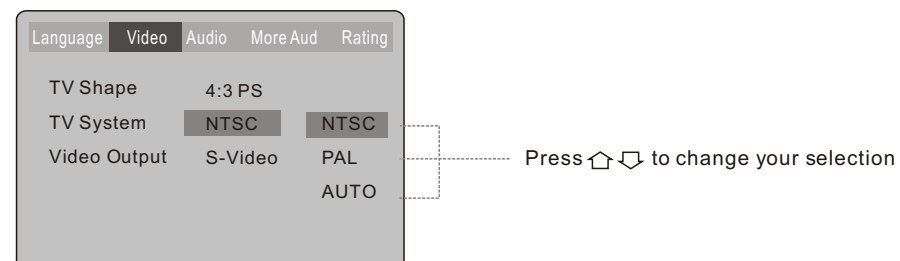 Language Video Audio More Aud Rating
TV Shape 4:3 PS
TV System NTSC NTSC
Video Output S-Video PAL
AUTO
Press to change your selection